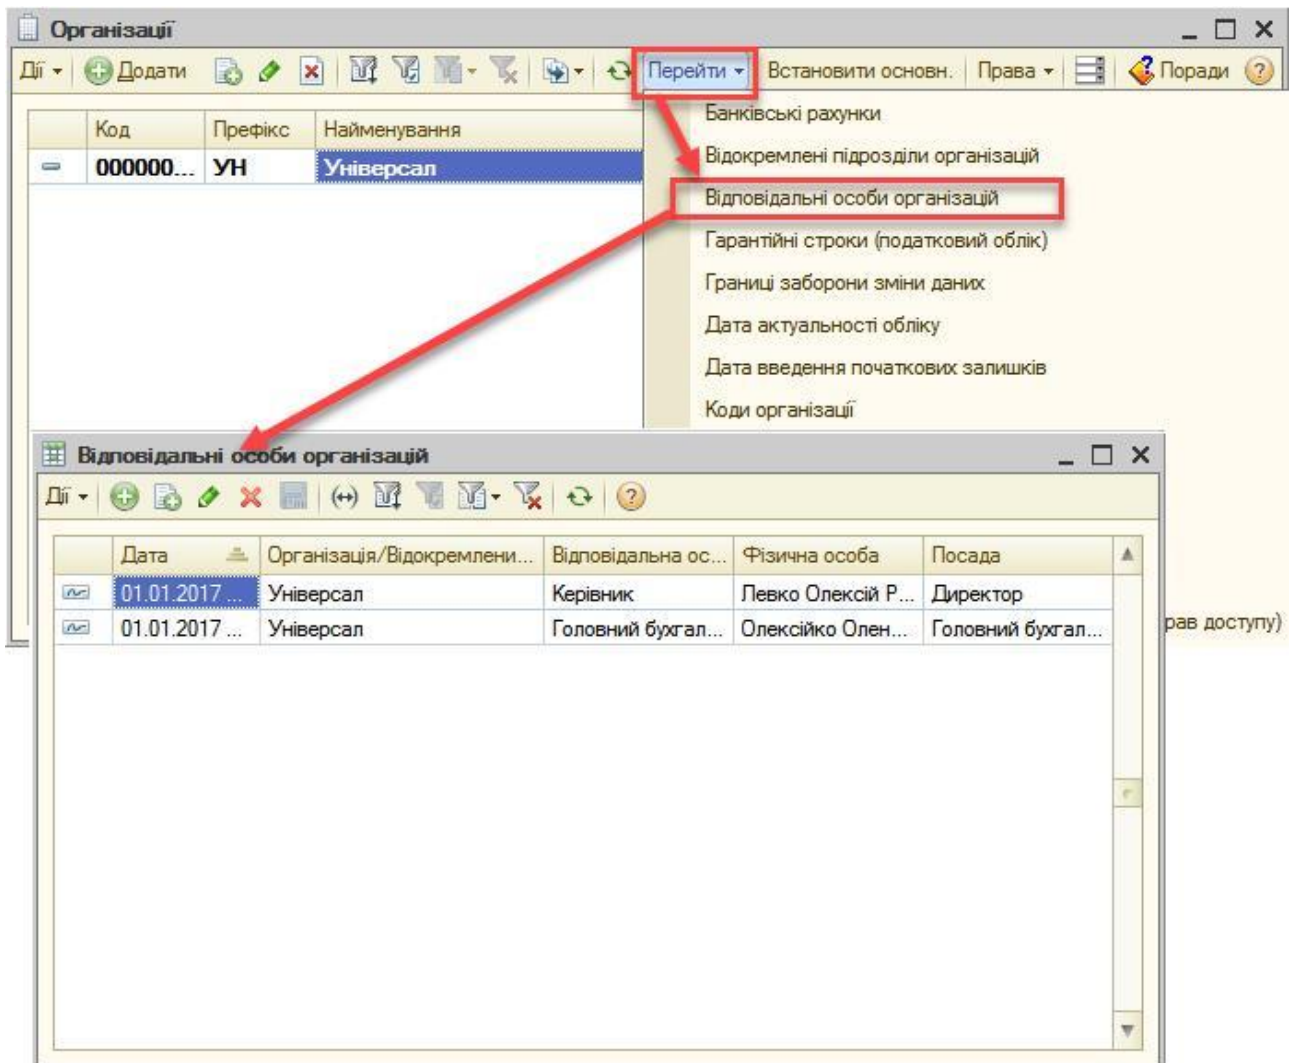 Організації
Дії Додати Перейти Встановити основн. Права Поради
Код Префікс Найменування
000000... УН Універсал
Банківські рахунки
Відокремлені підрозділи організацій
Відповідальні особи організацій
Гарантійні строки (податковий облік)
Границі заборони зміни даних
Дата актуальності обліку
Дата введення початкових залишків
Коди організації
рав доступу)
Відповідальні особи організацій
Дії
Дата Організація/Відокремлени... Відповідальна ос... Фізична особа Посада
01.01.2017 ... Універсал Керівник Левко Олексій Р... Директор
01.01.2017 ... Універсал Головний бухгал... Олексійко Олен... Головний бухгал...